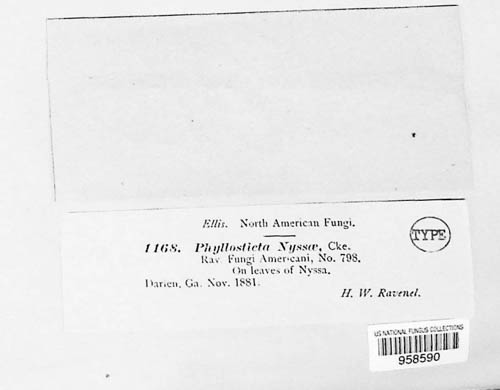 Ellis. North American Fungi.
1168. Phyllosticta Nyssæ, Cke.
Rav. Fungi Americani, No. 798.
On leaves of Nyssa.
Darien, Ga. Nov. 1881.
H. W. Ravenel.
TYPE
US NATIONAL FUNGUS COLLECTIONS
958590